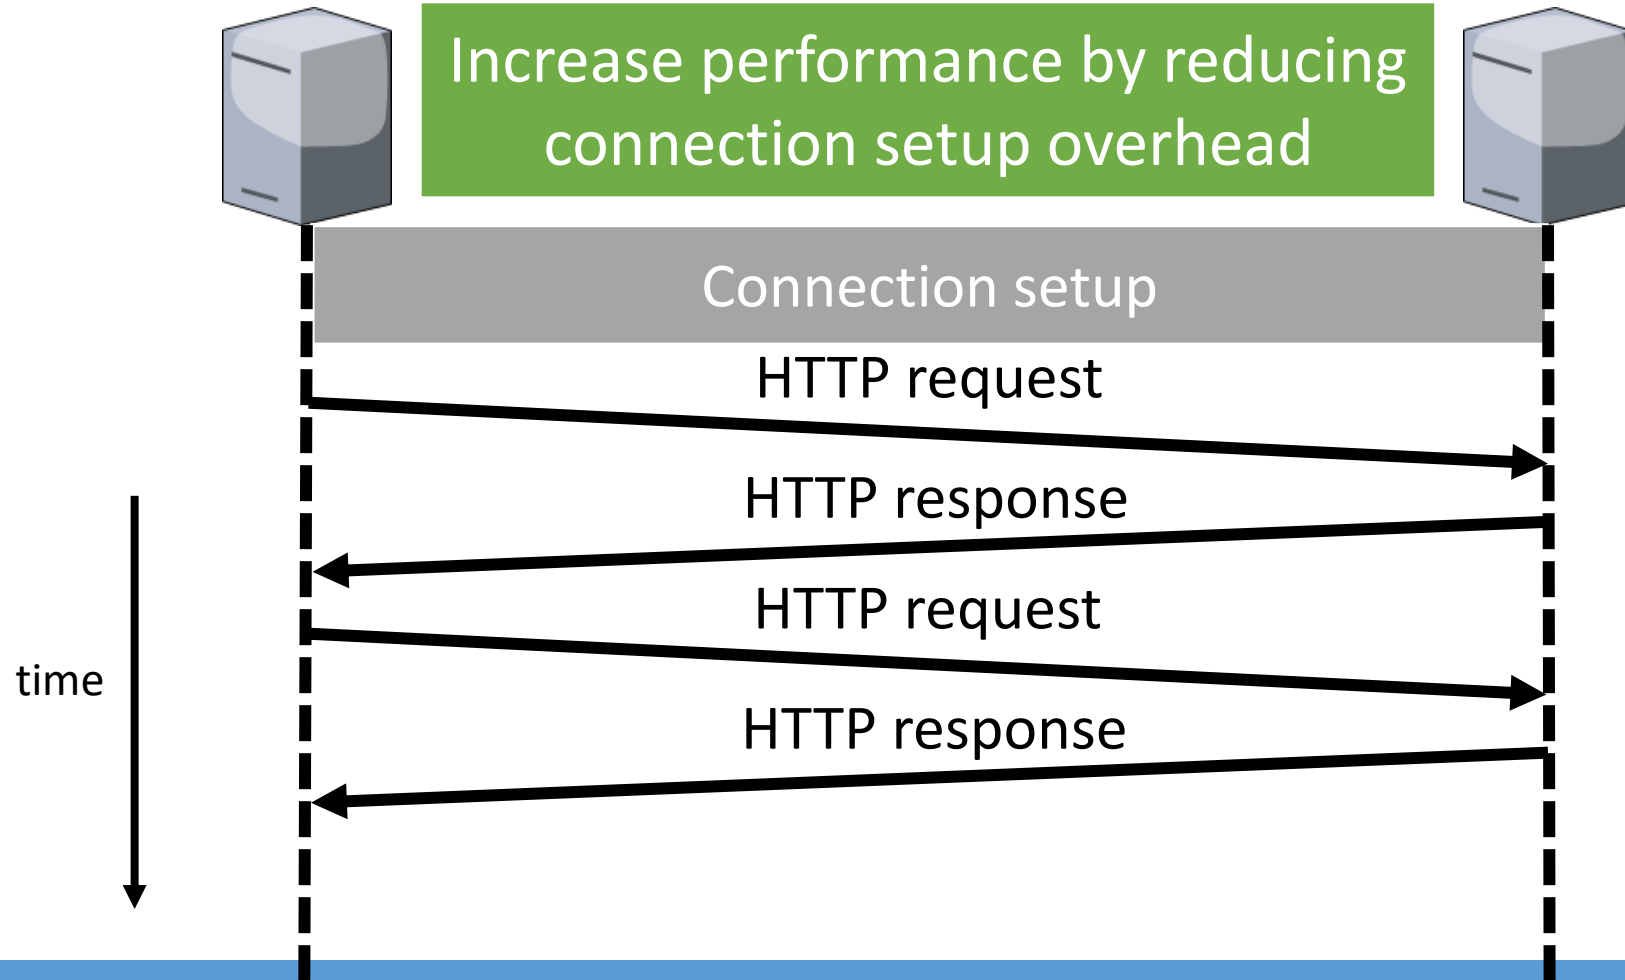 Increase performance by reducing
connection setup overhead
Connection setup
HTTP request
HTTP response
HTTP request
time
HTTP response